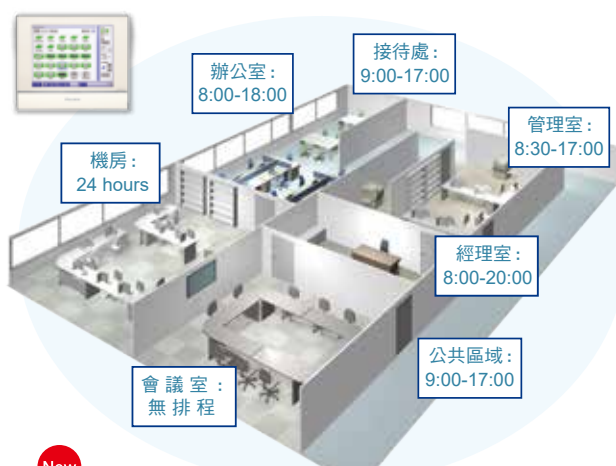 接待處：
9:00-17:00
辦公室：
8:00-18:00
管理室：
8:30-17:00
機房：
24 hours
經理室：
8:00-20:00
公共區域：
9:00-17:00
會議室：
無排程
New